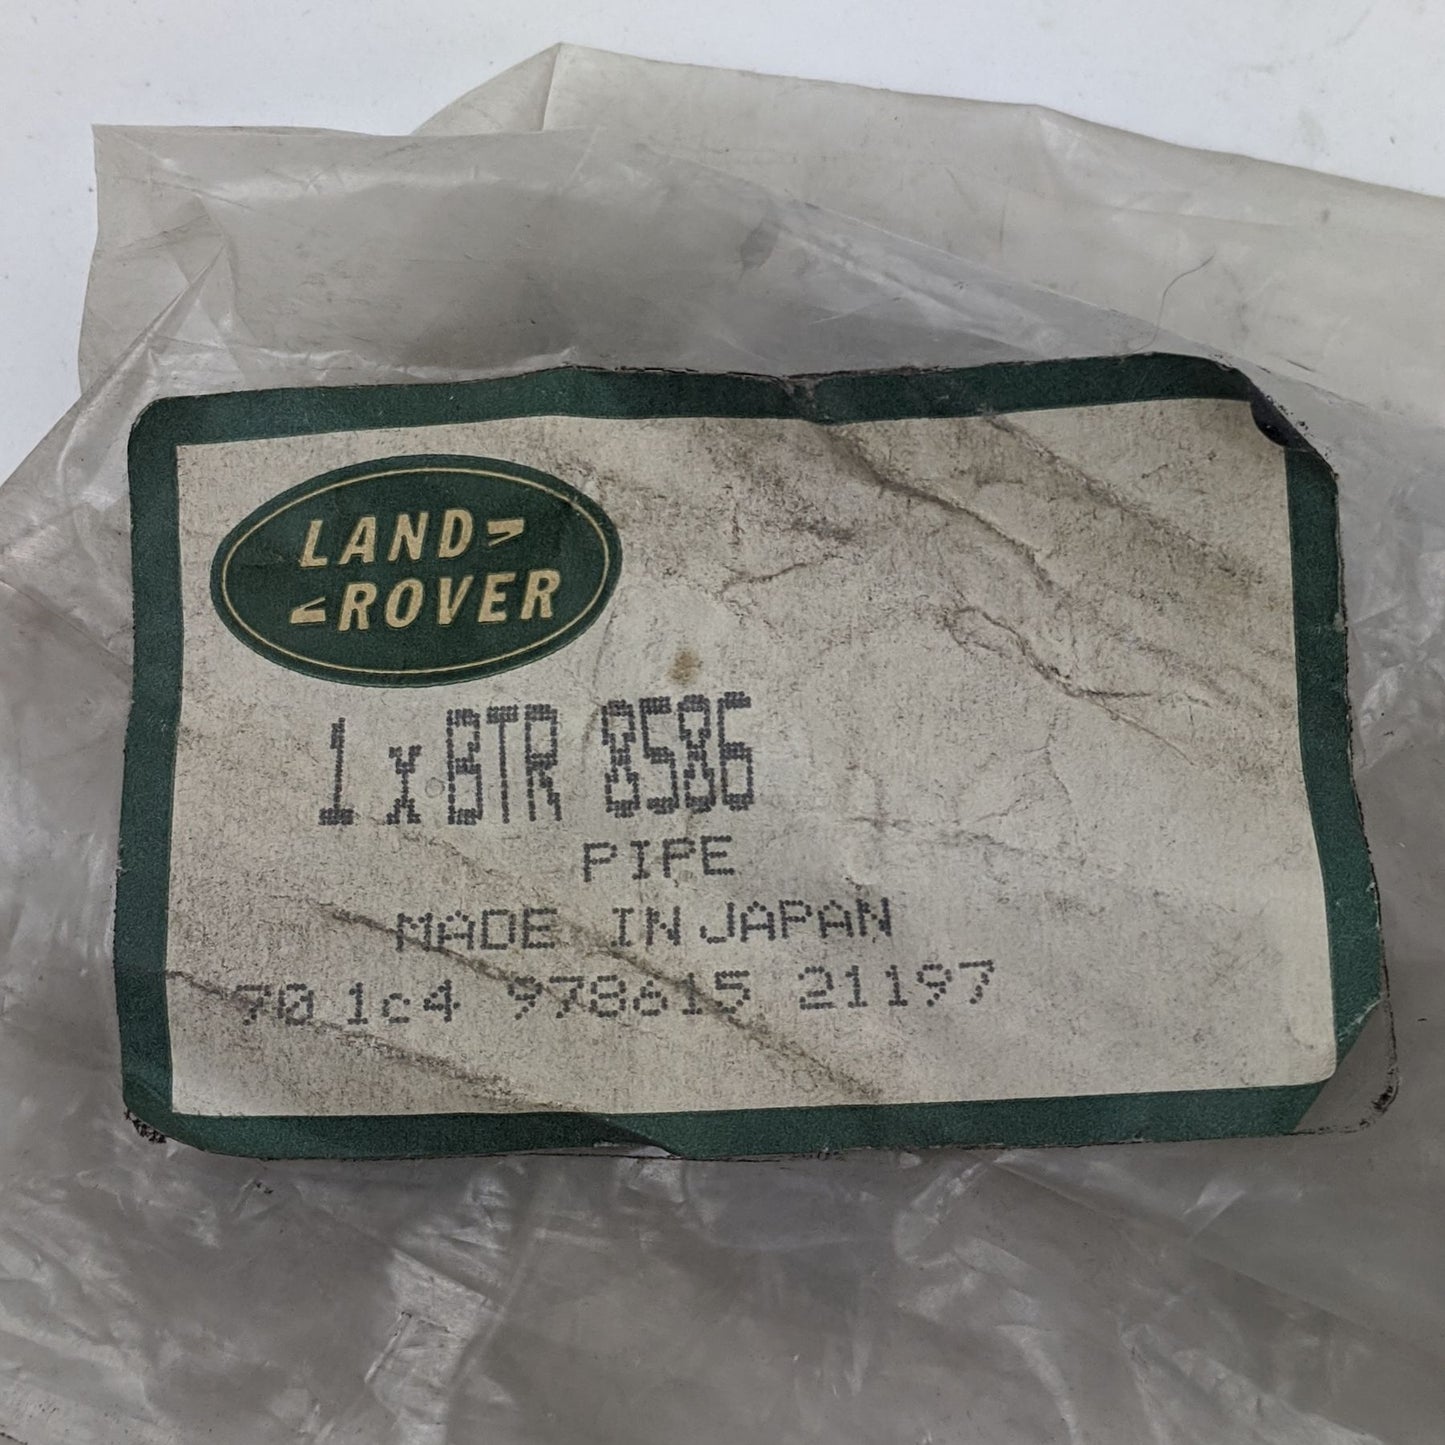 LAND
ROVER
1 x BTR 8586
PIPE
MADE IN JAPAN
70 1c4 978615 21197